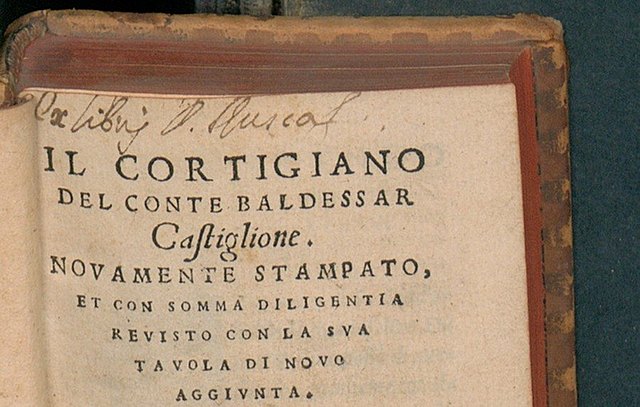 Ex libris P.
IL CORTIGIANO
DEL CONTE BALDESSAR
Castiglione.
NOVAMENTE STAMPATO,
ET CON SOMMA DILIGENTIA
REVISTO CON LA SVA
TAVOLA DI NOVO
AGGIVNTA.